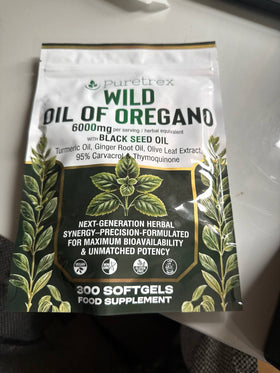 Puretrex
WILD
OIL OF OREGANO
6000mg per serving / herbal equivalent
WITH BLACK SEED OIL
Turmeric Oil, Ginger Root Oil, Olive Leaf Extract,
95% Carvacrol & Thymoquinone
NEXT-GENERATION HERBAL
SYNERGY–PRECISION-FORMULATED
FOR MAXIMUM BIOAVAILABILITY
& UNMATCHED POTENCY
300 SOFTGELS
FOOD SUPPLEMENT